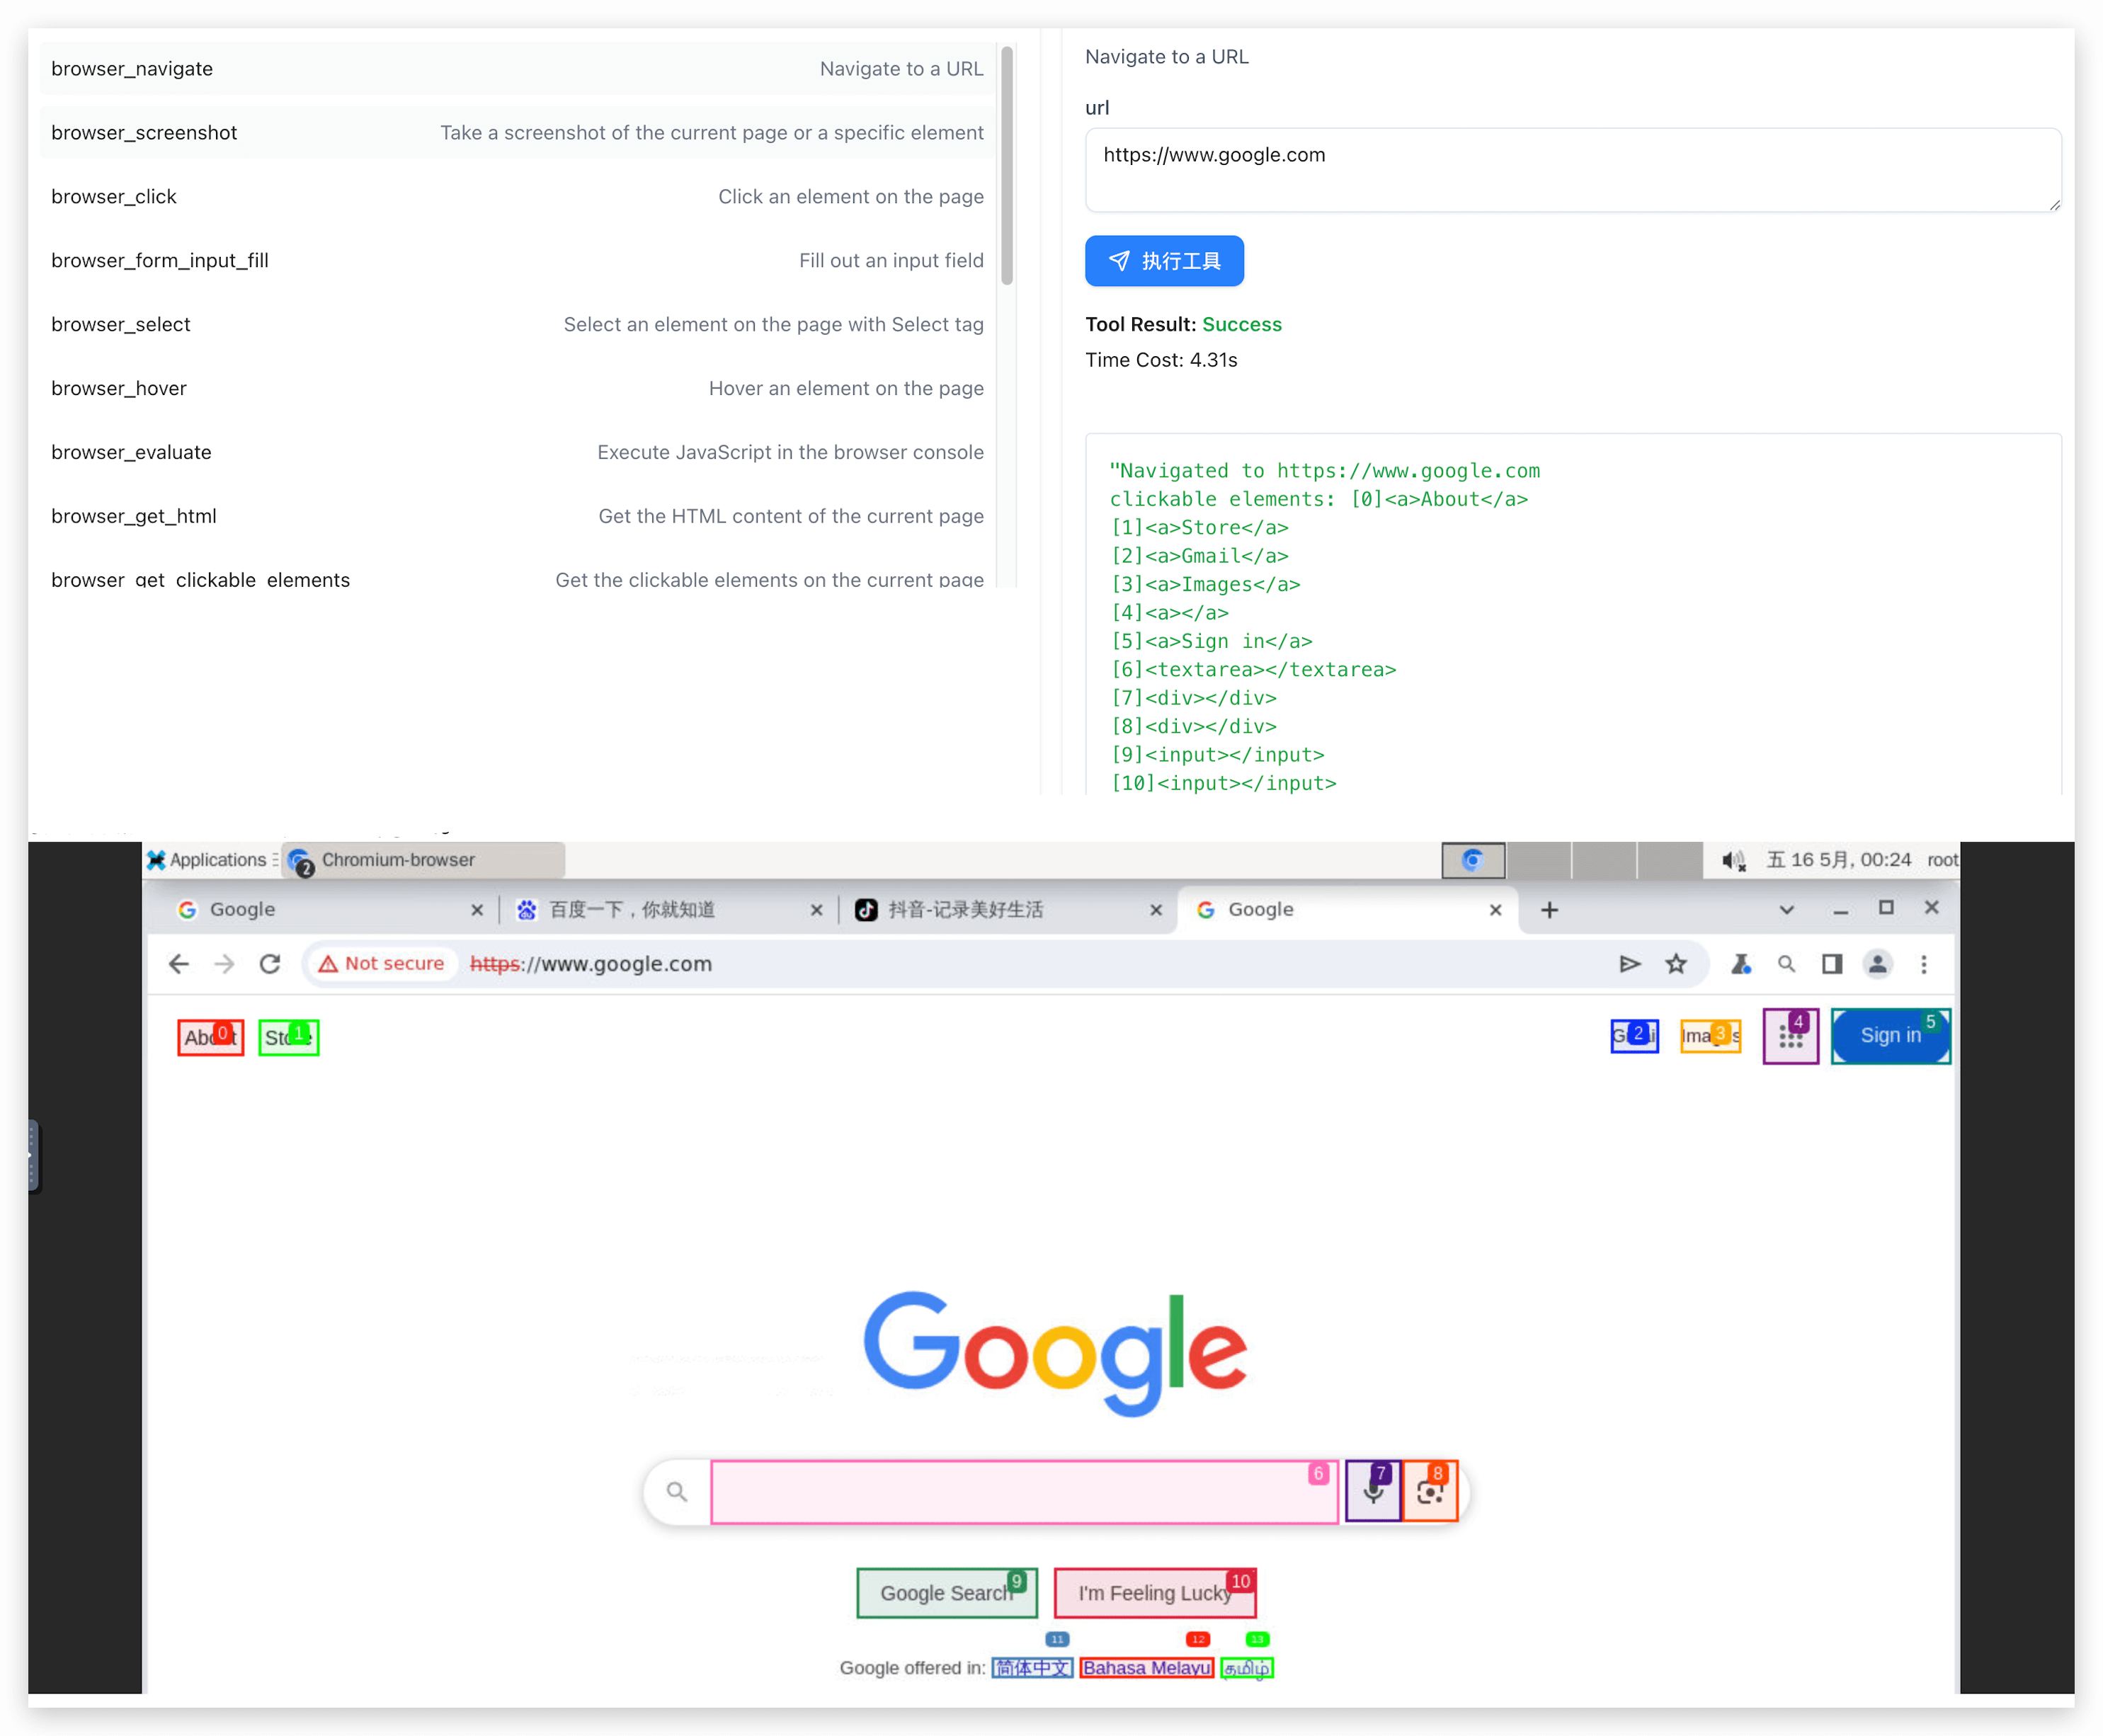 browser_navigate Navigate to a URL
browser_screenshot Take a screenshot of the current page or a specific element
browser_click Click an element on the page
browser_form_input_fill Fill out an input field
browser_select Select an element on the page with Select tag
browser_hover Hover an element on the page
browser_evaluate Execute JavaScript in the browser console
browser_get_html Get the HTML content of the current page
browser_get_clickable_elements Get the clickable elements on the current page
Navigate to a URL
url
https://www.google.com
执行工具
Tool Result: Success
Time Cost: 4.31s
"Navigated to https://www.google.com
clickable elements: [0]<a>About</a>
[1]<a>Store</a>
[2]<a>Gmail</a>
[3]<a>Images</a>
[4]<a></a>
[5]<a>Sign in</a>
[6]<textarea></textarea>
[7]<div></div>
[8]<div></div>
[9]<input></input>
[10]<input></input>
Applications 2 Chromium-browser 五 16 5月, 00:24 root
Google 百度一下，你就知道 抖音-记录美好生活 Google
Not secure https://www.google.com
0 1 2 3 4 5
Sign in
Google
6 7 8
Google Search 9 I'm Feeling Lucky 10
11 12 13
Google offered in: 简体中文 Bahasa Melayu தமிழ்